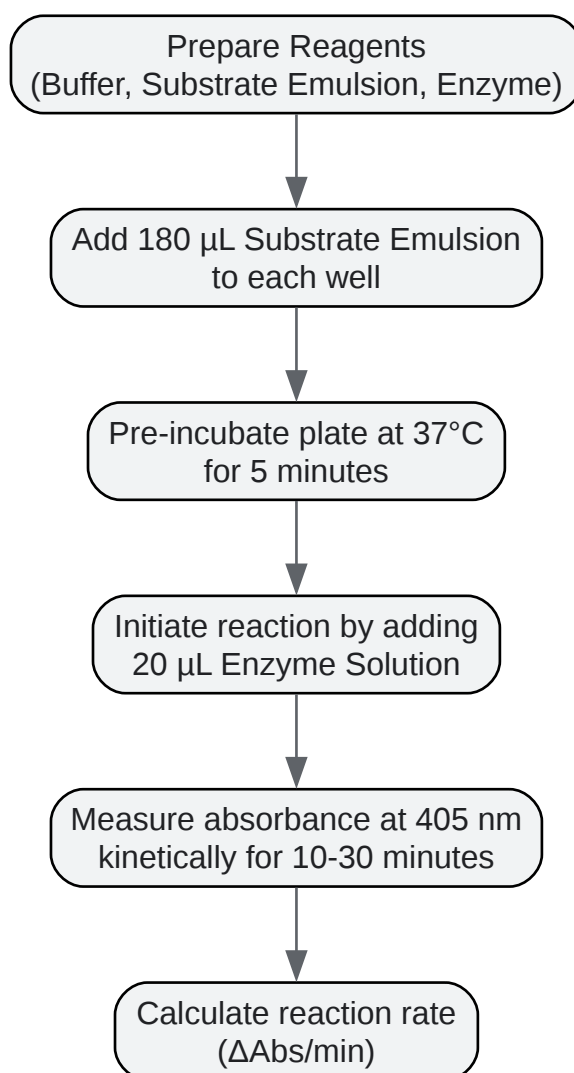 Prepare Reagents
(Buffer, Substrate Emulsion, Enzyme)
Add 180 µL Substrate Emulsion
to each well
Pre-incubate plate at 37°C
for 5 minutes
Initiate reaction by adding
20 µL Enzyme Solution
Measure absorbance at 405 nm
kinetically for 10-30 minutes
Calculate reaction rate
(ΔAbs/min)